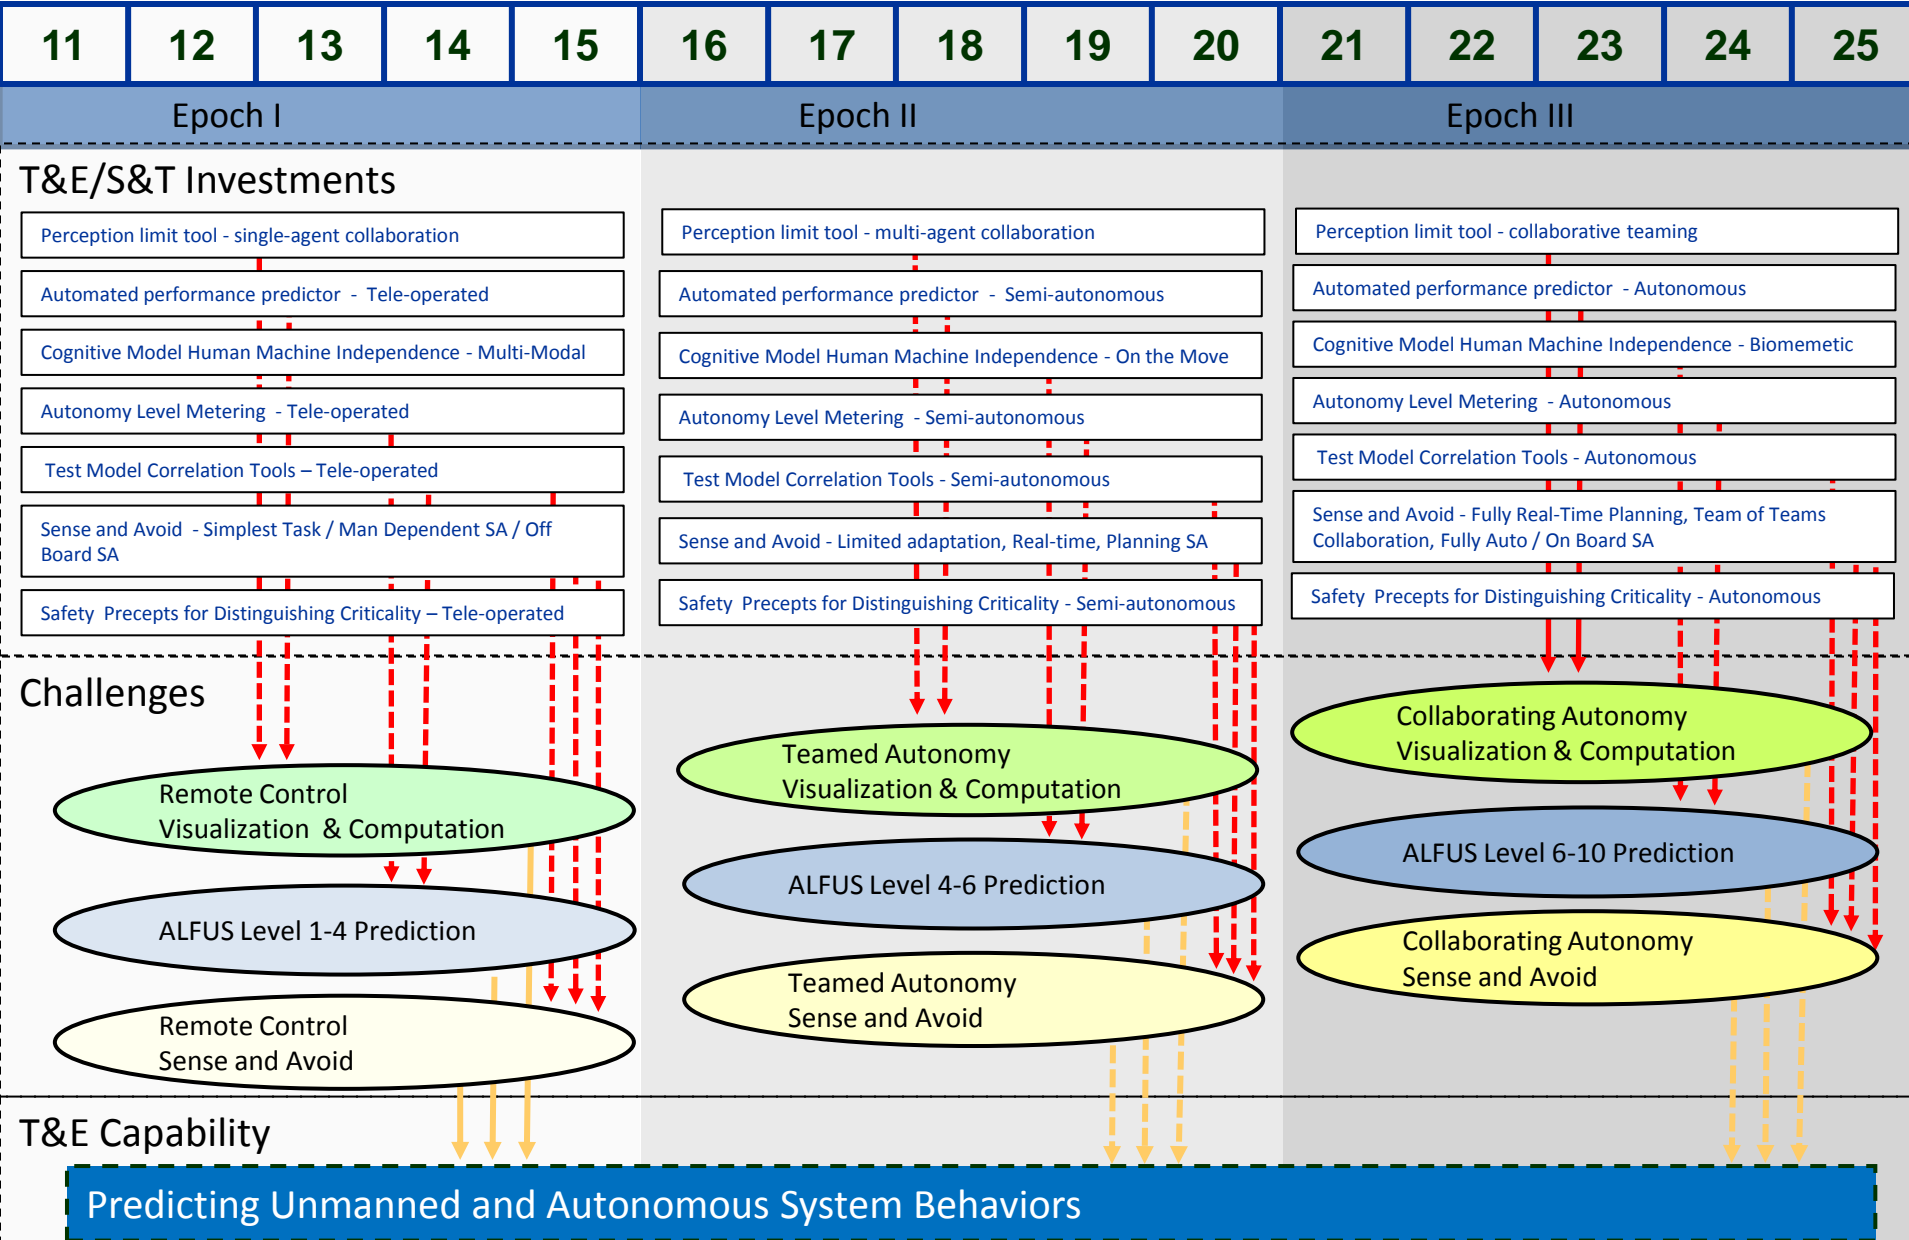 11 12 13 14 15 16 17 18 19 20 21 22 23 24 25
Epoch I
Epoch II
Epoch III
T&E/S&T Investments
Perception limit tool - single-agent collaboration
Automated performance predictor - Tele-operated
Cognitive Model Human Machine Independence - Multi-Modal
Autonomy Level Metering - Tele-operated
Test Model Correlation Tools – Tele-operated
Sense and Avoid - Simplest Task / Man Dependent SA / Off
Board SA
Safety Precepts for Distinguishing Criticality – Tele-operated
Perception limit tool - multi-agent collaboration
Automated performance predictor - Semi-autonomous
Cognitive Model Human Machine Independence - On the Move
Autonomy Level Metering - Semi-autonomous
Test Model Correlation Tools - Semi-autonomous
Sense and Avoid - Limited adaptation, Real-time, Planning SA
Safety Precepts for Distinguishing Criticality - Semi-autonomous
Perception limit tool - collaborative teaming
Automated performance predictor - Autonomous
Cognitive Model Human Machine Independence - Biomemetic
Autonomy Level Metering - Autonomous
Test Model Correlation Tools - Autonomous
Sense and Avoid - Fully Real-Time Planning, Team of Teams
Collaboration, Fully Auto / On Board SA
Safety Precepts for Distinguishing Criticality - Autonomous
Challenges
Remote Control
Visualization & Computation
ALFUS Level 1-4 Prediction
Remote Control
Sense and Avoid
Teamed Autonomy
Visualization & Computation
ALFUS Level 4-6 Prediction
Teamed Autonomy
Sense and Avoid
Collaborating Autonomy
Visualization & Computation
ALFUS Level 6-10 Prediction
Collaborating Autonomy
Sense and Avoid
T&E Capability
Predicting Unmanned and Autonomous System Behaviors